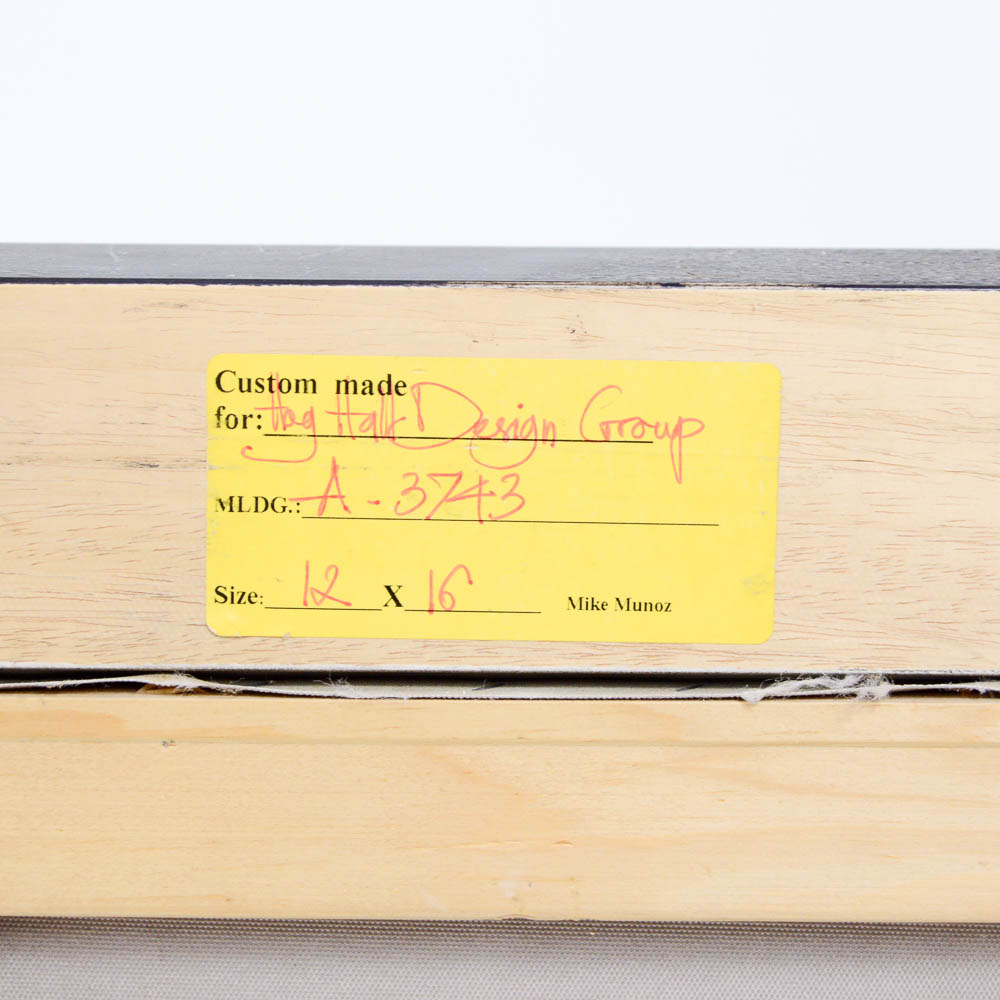 Custom made
for: Design Group
MLDG.: A - 3743
Size: 12 X 16 Mike Munoz